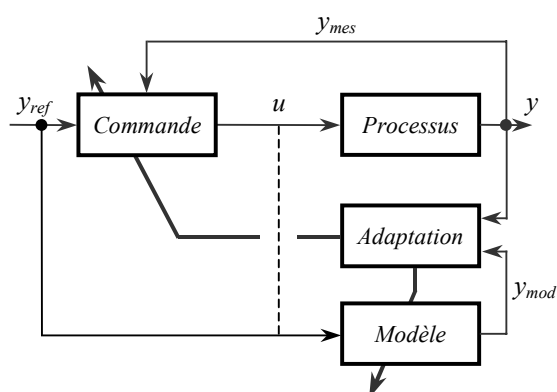 y_mes
y_ref
Commande
u
Processus
y
Adaptation
y_mod
Modèle